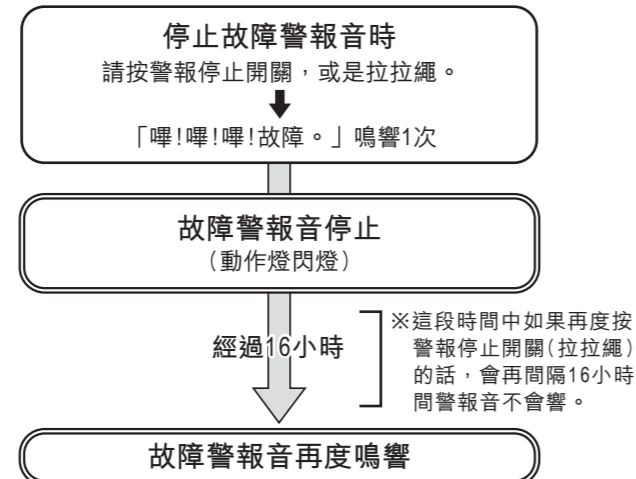 停止故障警報音時
請按警報停止開關，或是拉拉繩。
「嗶!嗶!嗶!故障。」鳴響1次
故障警報音停止
(動作燈閃燈)
經過16小時
※這段時間中如果再度按
警報停止開關(拉拉繩)
的話，會再間隔16小時
間警報音不會響。
故障警報音再度鳴響